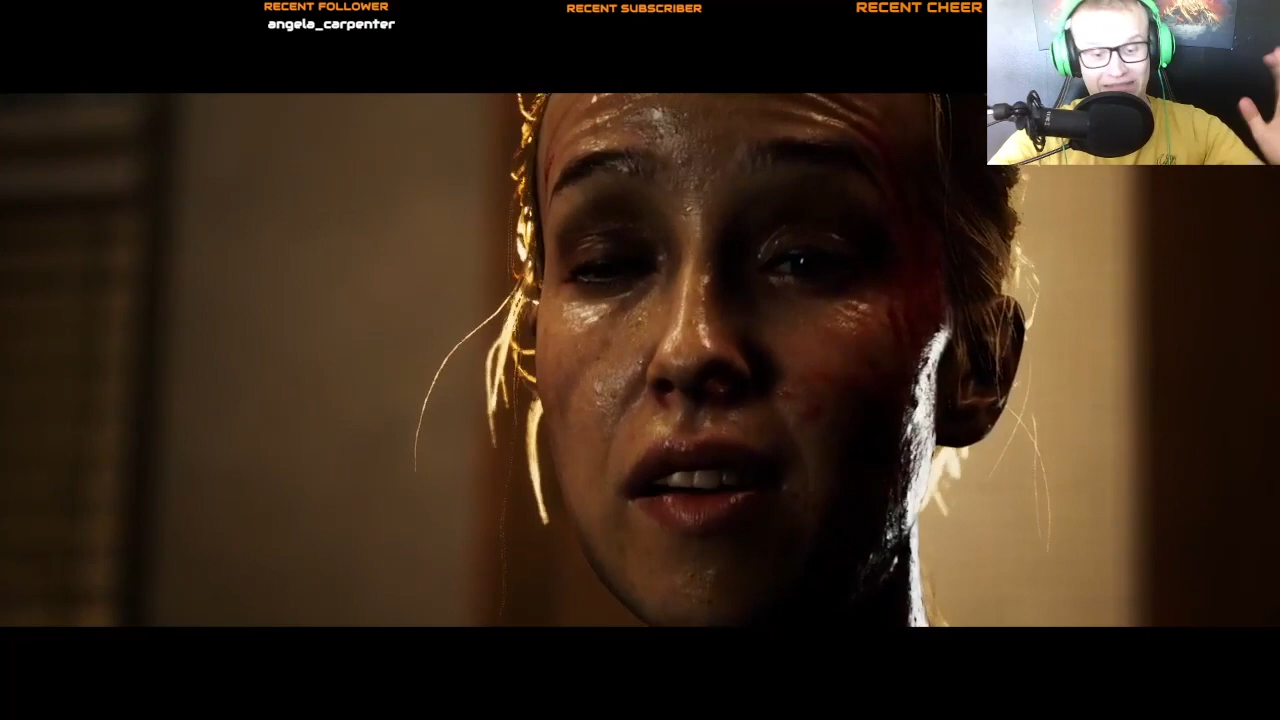 RECENT FOLLOWER
angela_carpenter
RECENT SUBSCRIBER
RECENT CHEER